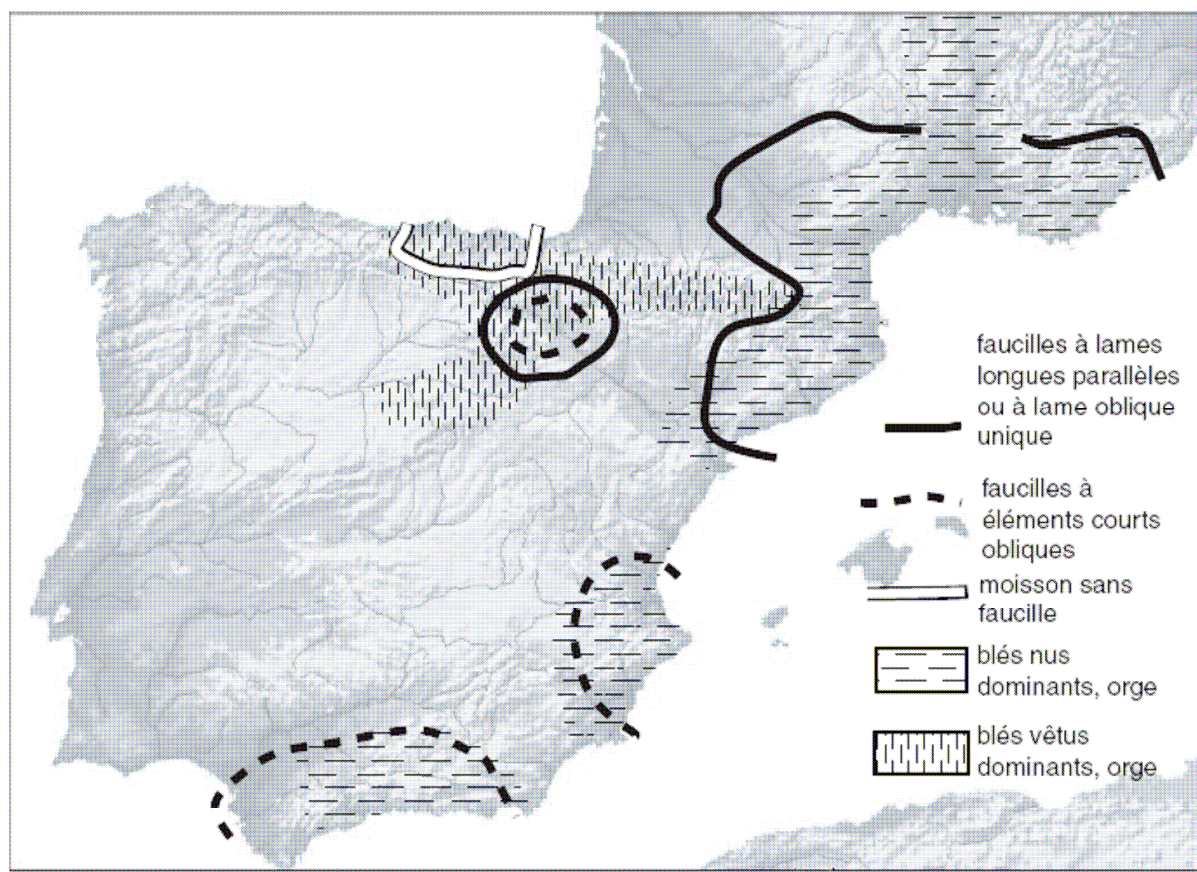 faucilles à lames
longues parallèles
ou à lame oblique
unique
faucilles à
éléments courts
obliques
moisson sans
faucille
blés nus
dominants, orge
blés vêtus
dominants, orge